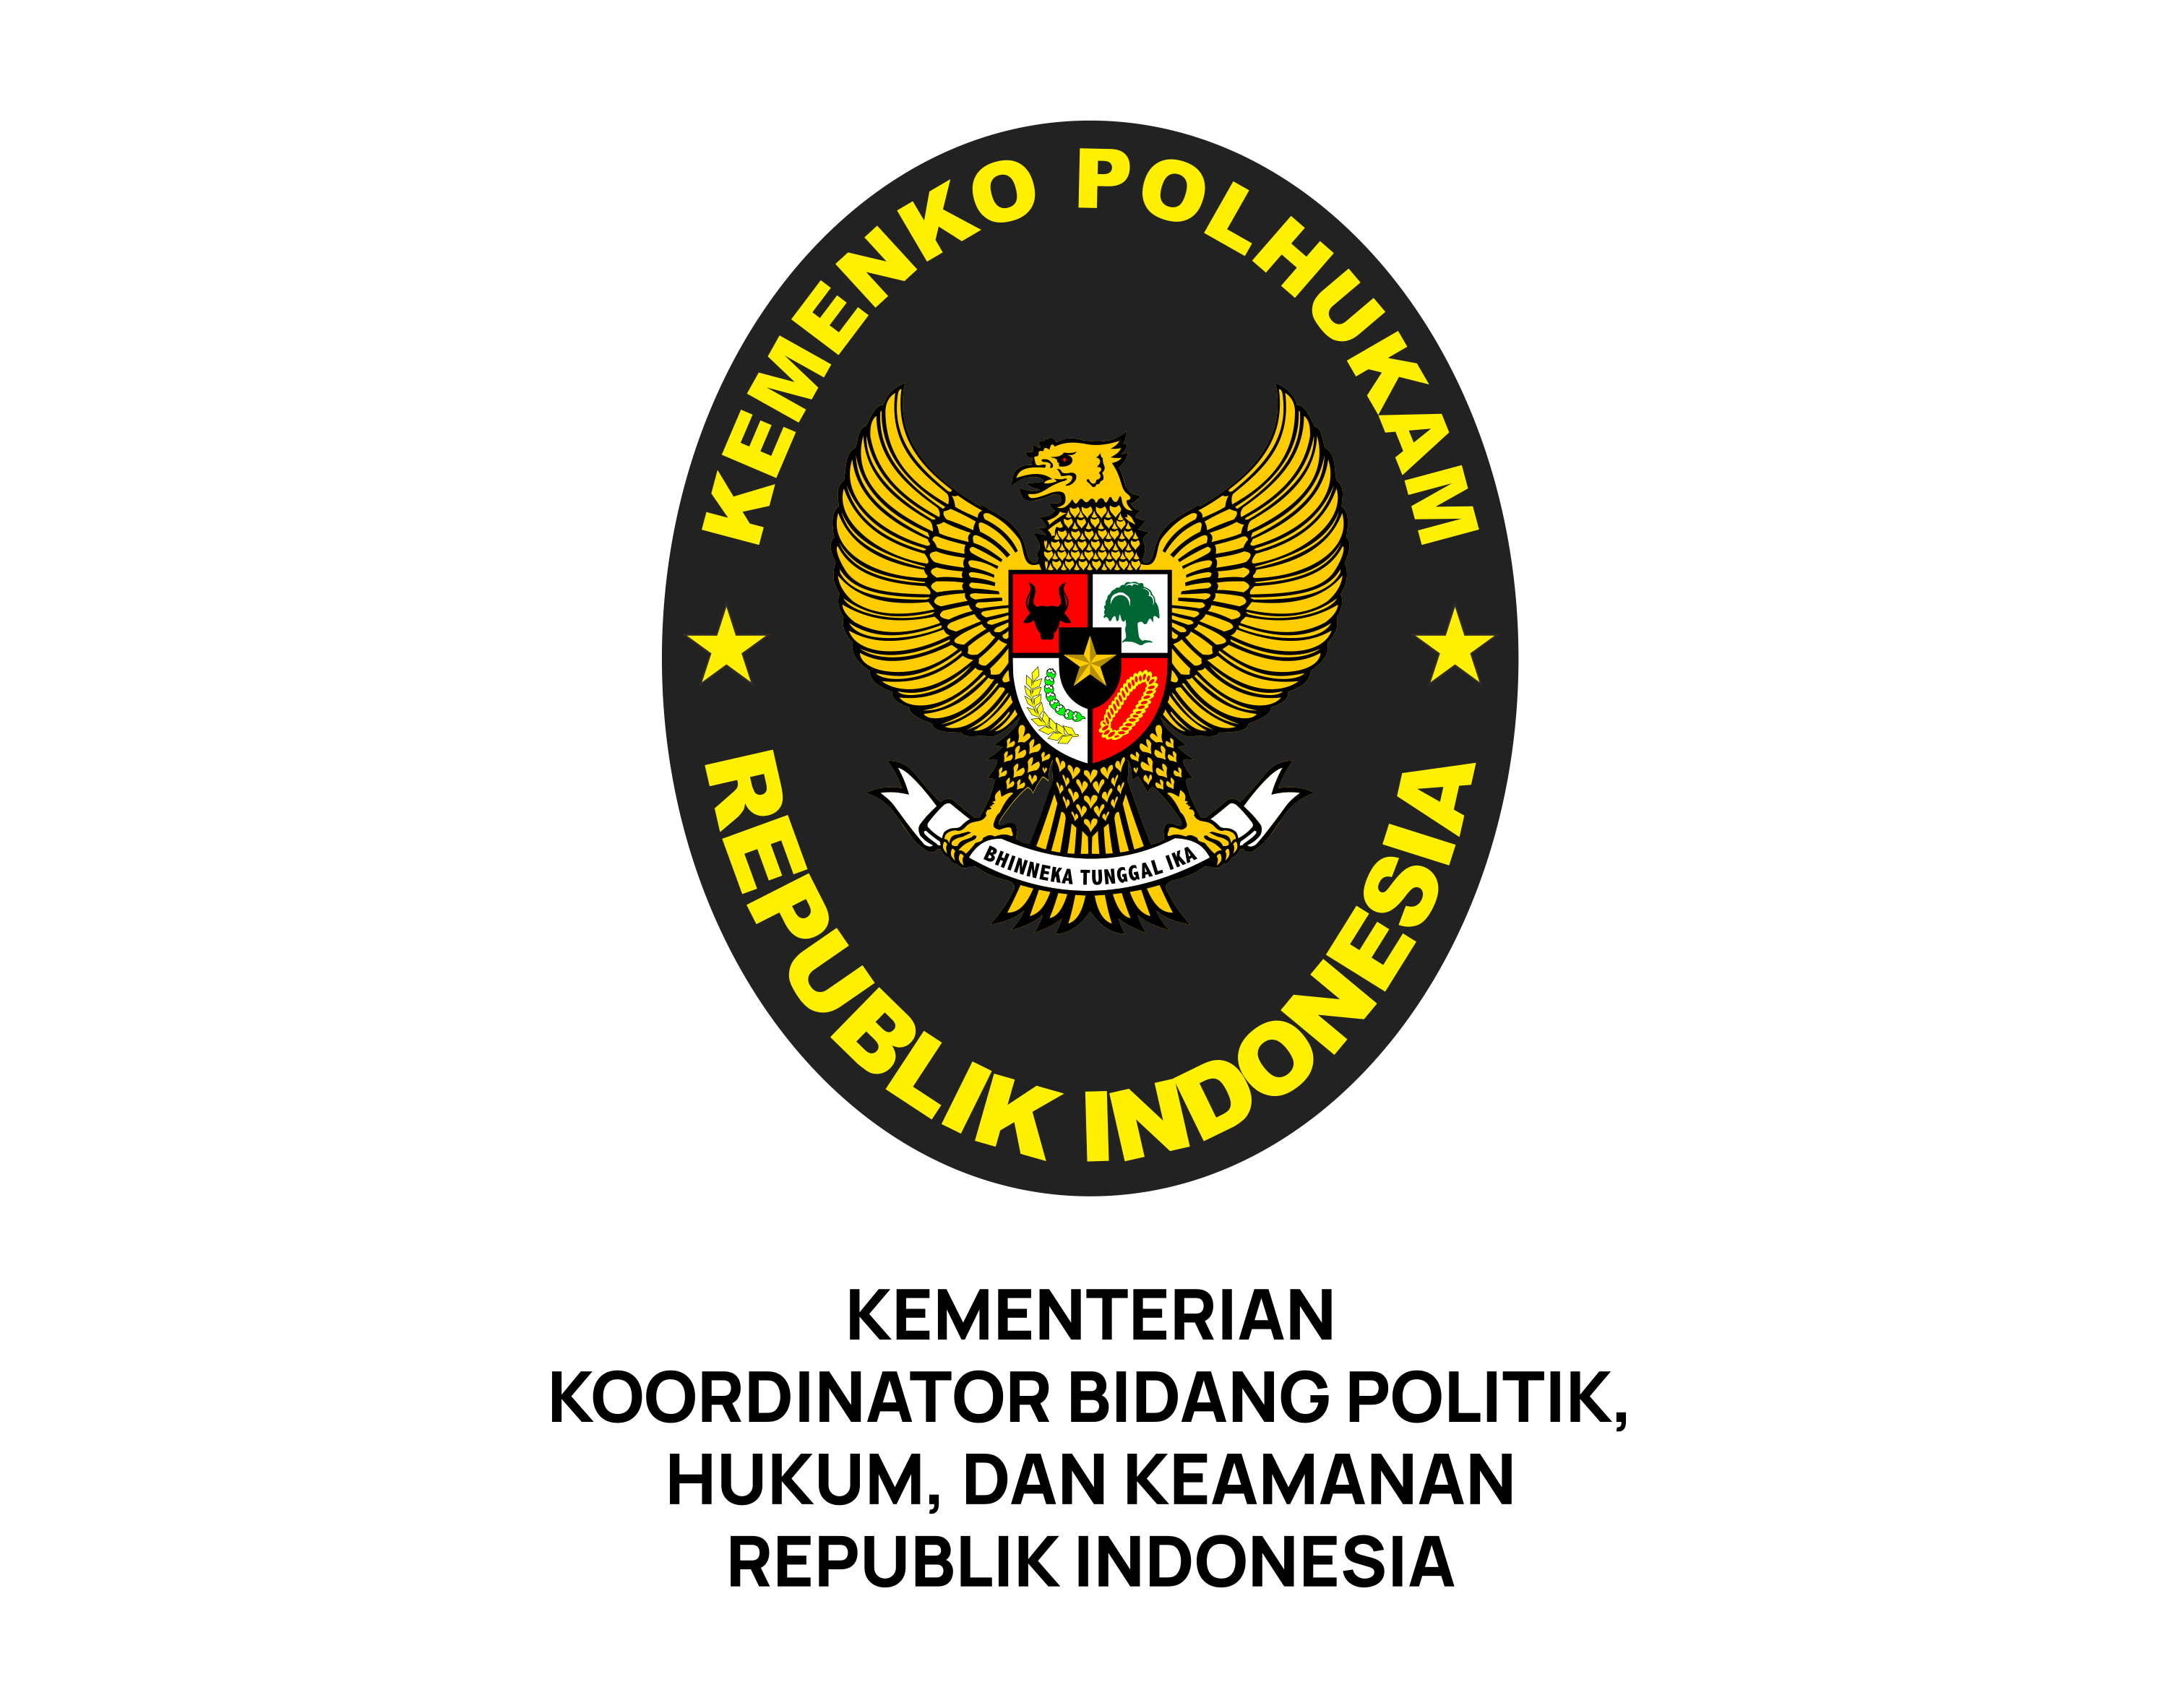 KEMENKO POLHUKAM
BHINNEKA TUNGGAL IKA
REPUBLIK INDONESIA
KEMENTERIAN
KOORDINATOR BIDANG POLITIK,
HUKUM, DAN KEAMANAN
REPUBLIK INDONESIA